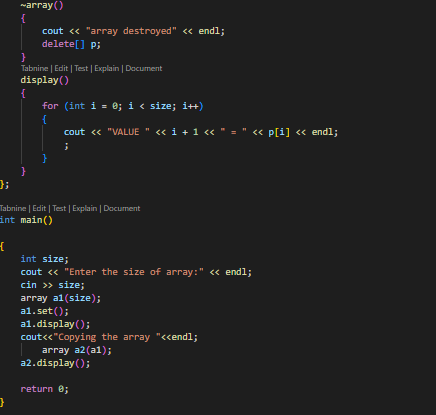 ~array()
{
cout << "array destroyed" << endl;
delete[] p;
}
Tabnine | Edit | Test | Explain | Document
display()
{
for (int i = 0; i < size; i++)
{
cout << "VALUE " << i + 1 << " = " << p[i] << endl;
;
}
}
};
Tabnine | Edit | Test | Explain | Document
int main()
{
int size;
cout << "Enter the size of array:" << endl;
cin >> size;
array a1(size);
a1.set();
a1.display();
cout<<"Copying the array "<<endl;
array a2(a1);
a2.display();
return 0;
}